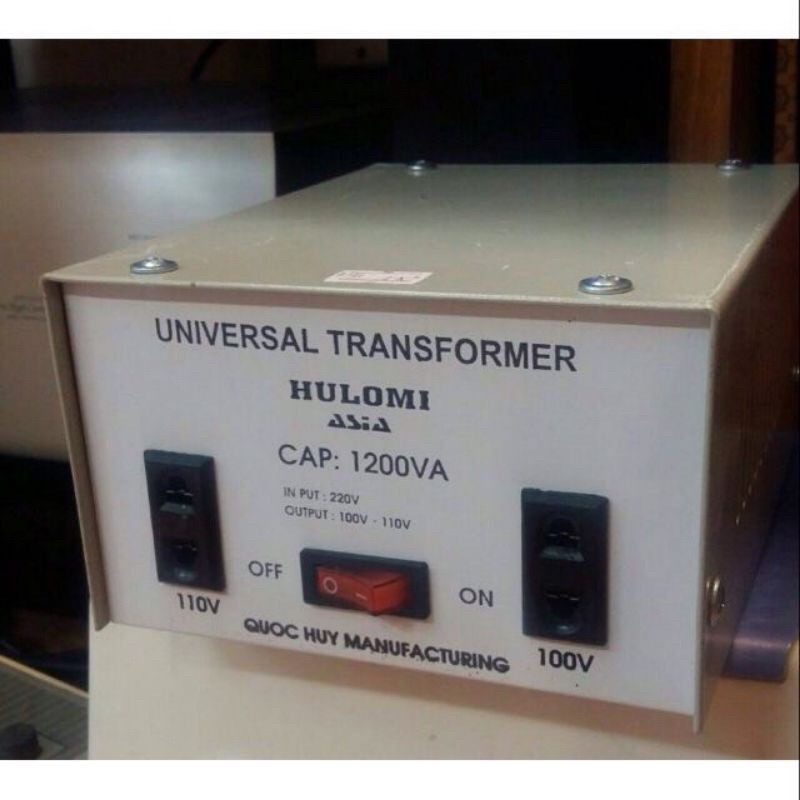 UNIVERSAL TRANSFORMER
HULOMI
ASiA
CAP: 1200VA
IN PUT : 220V
OUTPUT : 100V - 110V
OFF
ON
110V
100V
QUOC HUY MANUFACTURING